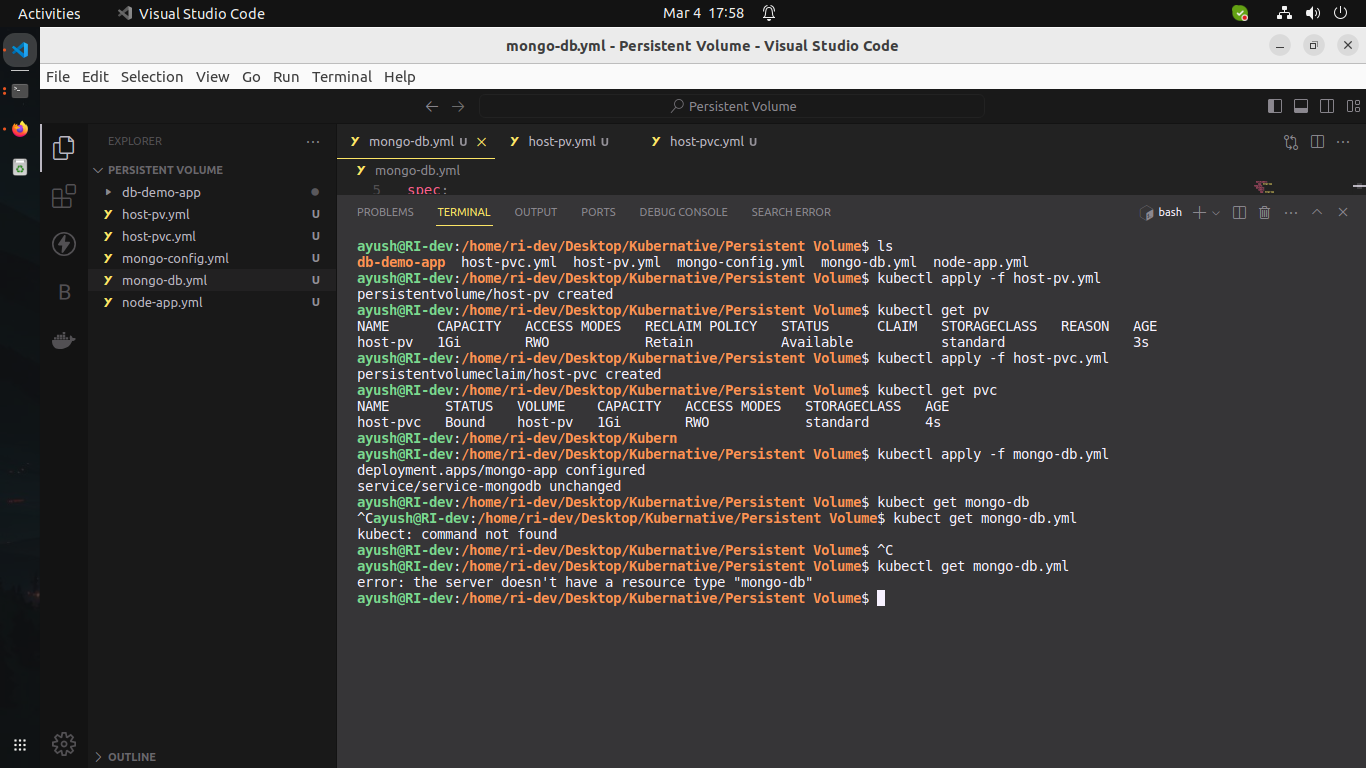 Activities
Visual Studio Code
Mar 4 17:58
mongo-db.yml - Persistent Volume - Visual Studio Code
File Edit Selection View Go Run Terminal Help
Persistent Volume
EXPLORER
PERSISTENT VOLUME
db-demo-app
host-pv.yml U
host-pvc.yml U
mongo-config.yml U
mongo-db.yml U
node-app.yml U
OUTLINE
mongo-db.yml U
host-pv.yml U
host-pvc.yml U
mongo-db.yml
5 spec:
PROBLEMS TERMINAL OUTPUT PORTS DEBUG CONSOLE SEARCH ERROR
bash
ayush@RI-dev:/home/ri-dev/Desktop/Kubernative/Persistent Volume$ ls
db-demo-app host-pvc.yml host-pv.yml mongo-config.yml mongo-db.yml node-app.yml
ayush@RI-dev:/home/ri-dev/Desktop/Kubernative/Persistent Volume$ kubectl apply -f host-pv.yml
persistentvolume/host-pv created
ayush@RI-dev:/home/ri-dev/Desktop/Kubernative/Persistent Volume$ kubectl get pv
NAME CAPACITY ACCESS MODES RECLAIM POLICY STATUS CLAIM STORAGECLASS REASON AGE
host-pv 1Gi RWO Retain Available standard 3s
ayush@RI-dev:/home/ri-dev/Desktop/Kubernative/Persistent Volume$ kubectl apply -f host-pvc.yml
persistentvolumeclaim/host-pvc created
ayush@RI-dev:/home/ri-dev/Desktop/Kubernative/Persistent Volume$ kubectl get pvc
NAME STATUS VOLUME CAPACITY ACCESS MODES STORAGECLASS AGE
host-pvc Bound host-pv 1Gi RWO standard 4s
ayush@RI-dev:/home/ri-dev/Desktop/Kubern
ayush@RI-dev:/home/ri-dev/Desktop/Kubernative/Persistent Volume$ kubectl apply -f mongo-db.yml
deployment.apps/mongo-app configured
service/service-mongodb unchanged
ayush@RI-dev:/home/ri-dev/Desktop/Kubernative/Persistent Volume$ kubect get mongo-db
^Cayush@RI-dev:/home/ri-dev/Desktop/Kubernative/Persistent Volume$ kubect get mongo-db.yml
kubect: command not found
ayush@RI-dev:/home/ri-dev/Desktop/Kubernative/Persistent Volume$ ^C
ayush@RI-dev:/home/ri-dev/Desktop/Kubernative/Persistent Volume$ kubectl get mongo-db.yml
error: the server doesn't have a resource type "mongo-db"
ayush@RI-dev:/home/ri-dev/Desktop/Kubernative/Persistent Volume$